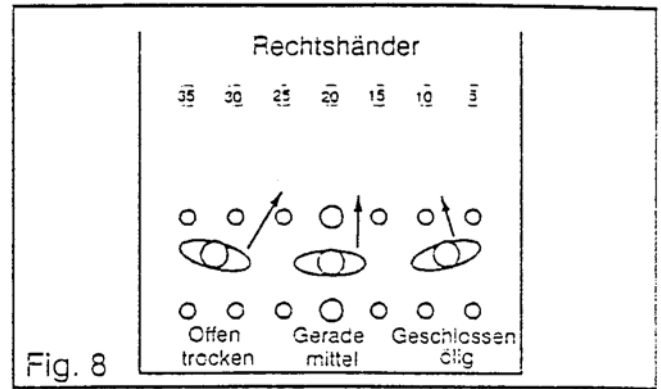 Rechtshänder
35 30 25 20 15 10 5
Offen Gerade Geschlossen
trocken mittel ölig
Fig. 8